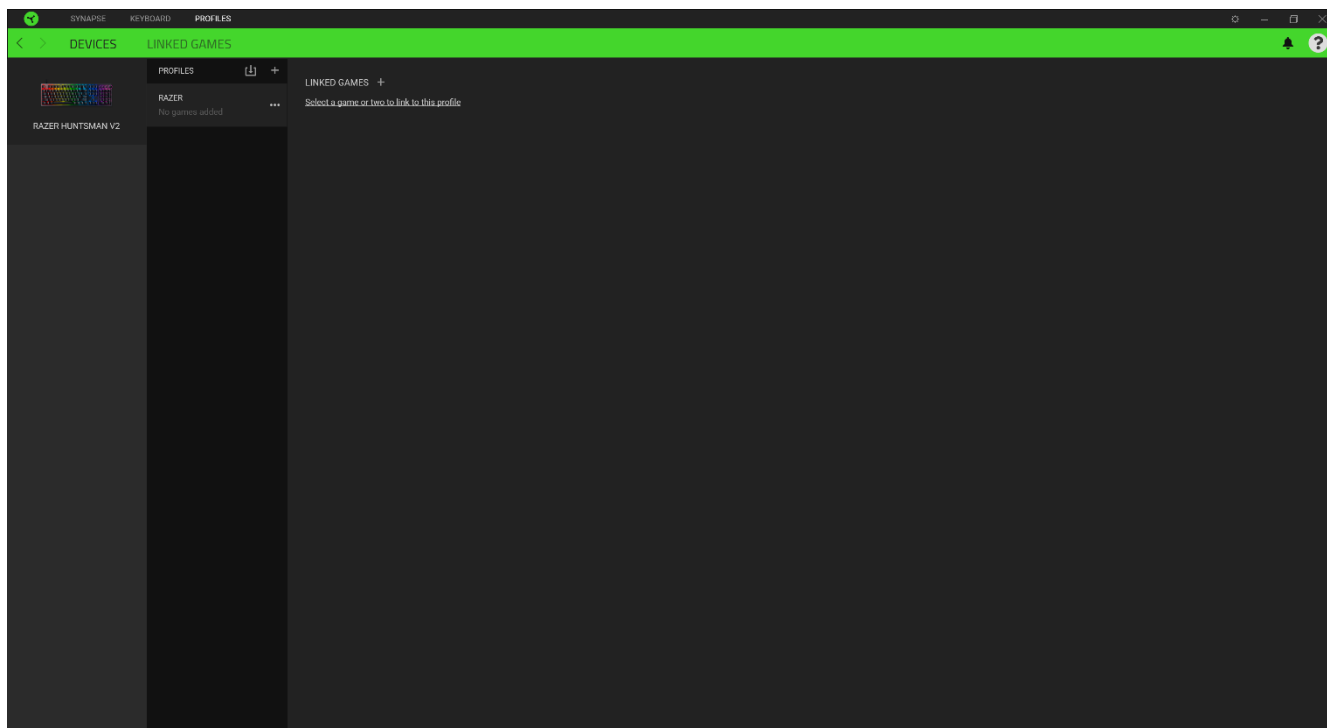 SYNAPSE KEYBOARD PROFILES
DEVICES LINKED GAMES
?
RAZER HUNTSMAN V2
PROFILES
RAZER
No games added
LINKED GAMES +
Select a game or two to link to this profile